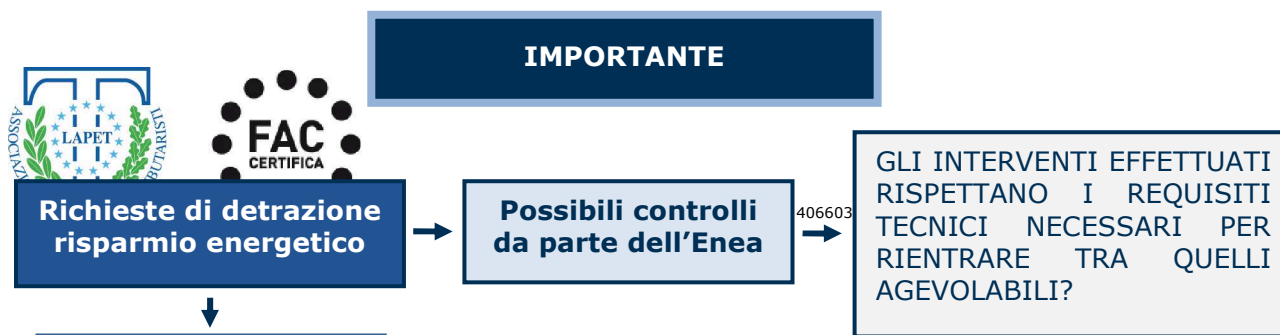 IMPORTANTE
LAPET
FAC
CERTIFICA
Richieste di detrazione
risparmio energetico
Possibili controlli
da parte dell’Enea
406603
GLI INTERVENTI EFFETTUATI
RISPETTANO I REQUISITI
TECNICI NECESSARI PER
RIENTRARE TRA QUELLI
AGEVOLABILI?